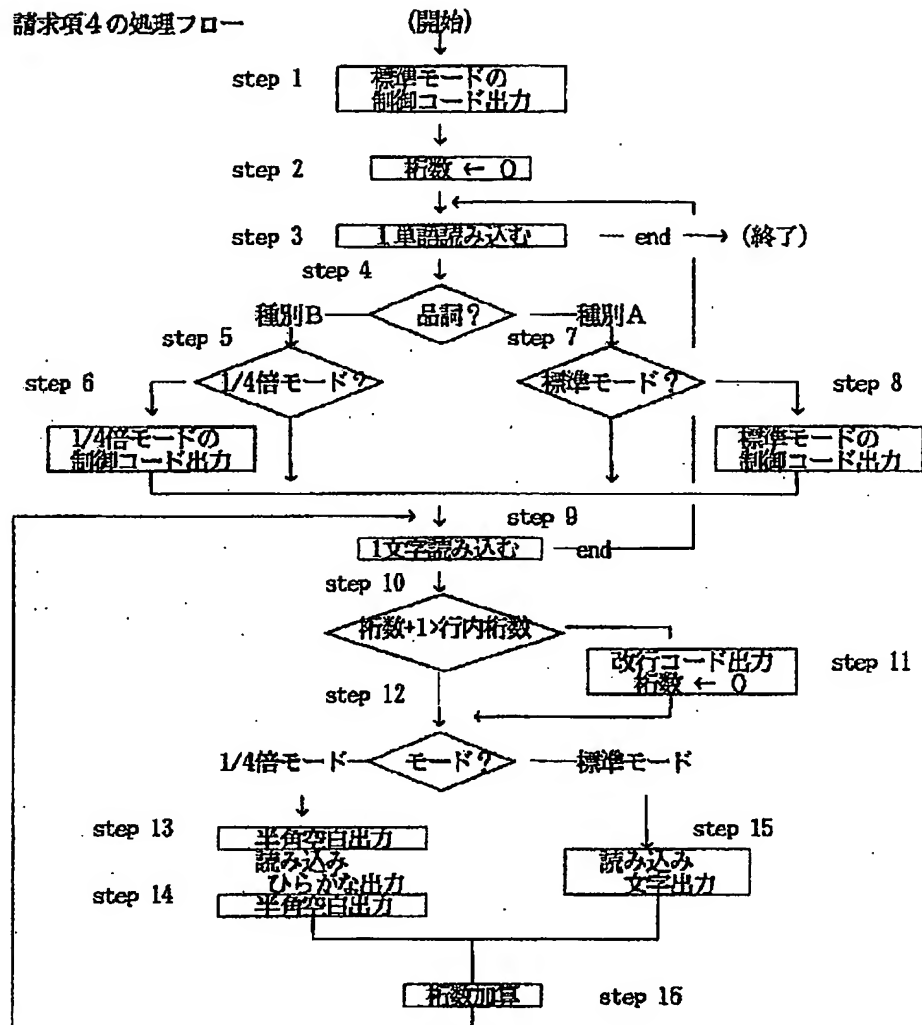 請求項4の処理フロー
(開始)
step 1
標準モードの
制御コード出力
step 2
桁数 ← 0
step 3
1単語読み込む
end
(終了)
step 4
品詞?
種別B
種別A
step 5
step 7
1/4倍モード?
標準モード?
step 6
step 8
1/4倍モードの
制御コード出力
標準モードの
制御コード出力
step 9
1文字読み込む
end
step 10
桁数+1>行内桁数
改行コード出力
桁数 ← 0
step 11
step 12
1/4倍モード
モード?
標準モード
step 13
半角空白出力
step 15
読み込み
ひらがな出力
読み込み
文字出力
step 14
半角空白出力
桁数加算
step 16